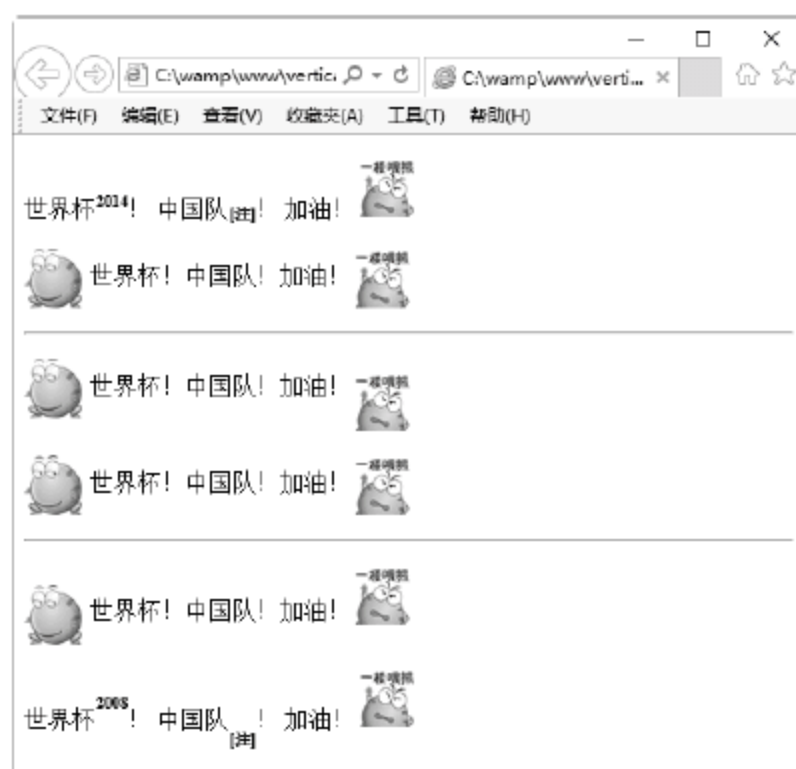 C:\wamp\www\vertic
C:\wamp\www\verti...
文件(F) 编辑(E) 查看(V) 收藏夹(A) 工具(T) 帮助(H)
世界杯2014! 中国队[注]! 加油!
世界杯! 中国队! 加油!
世界杯! 中国队! 加油!
世界杯! 中国队! 加油!
世界杯! 中国队! 加油!
世界杯2008! 中国队[注]! 加油!